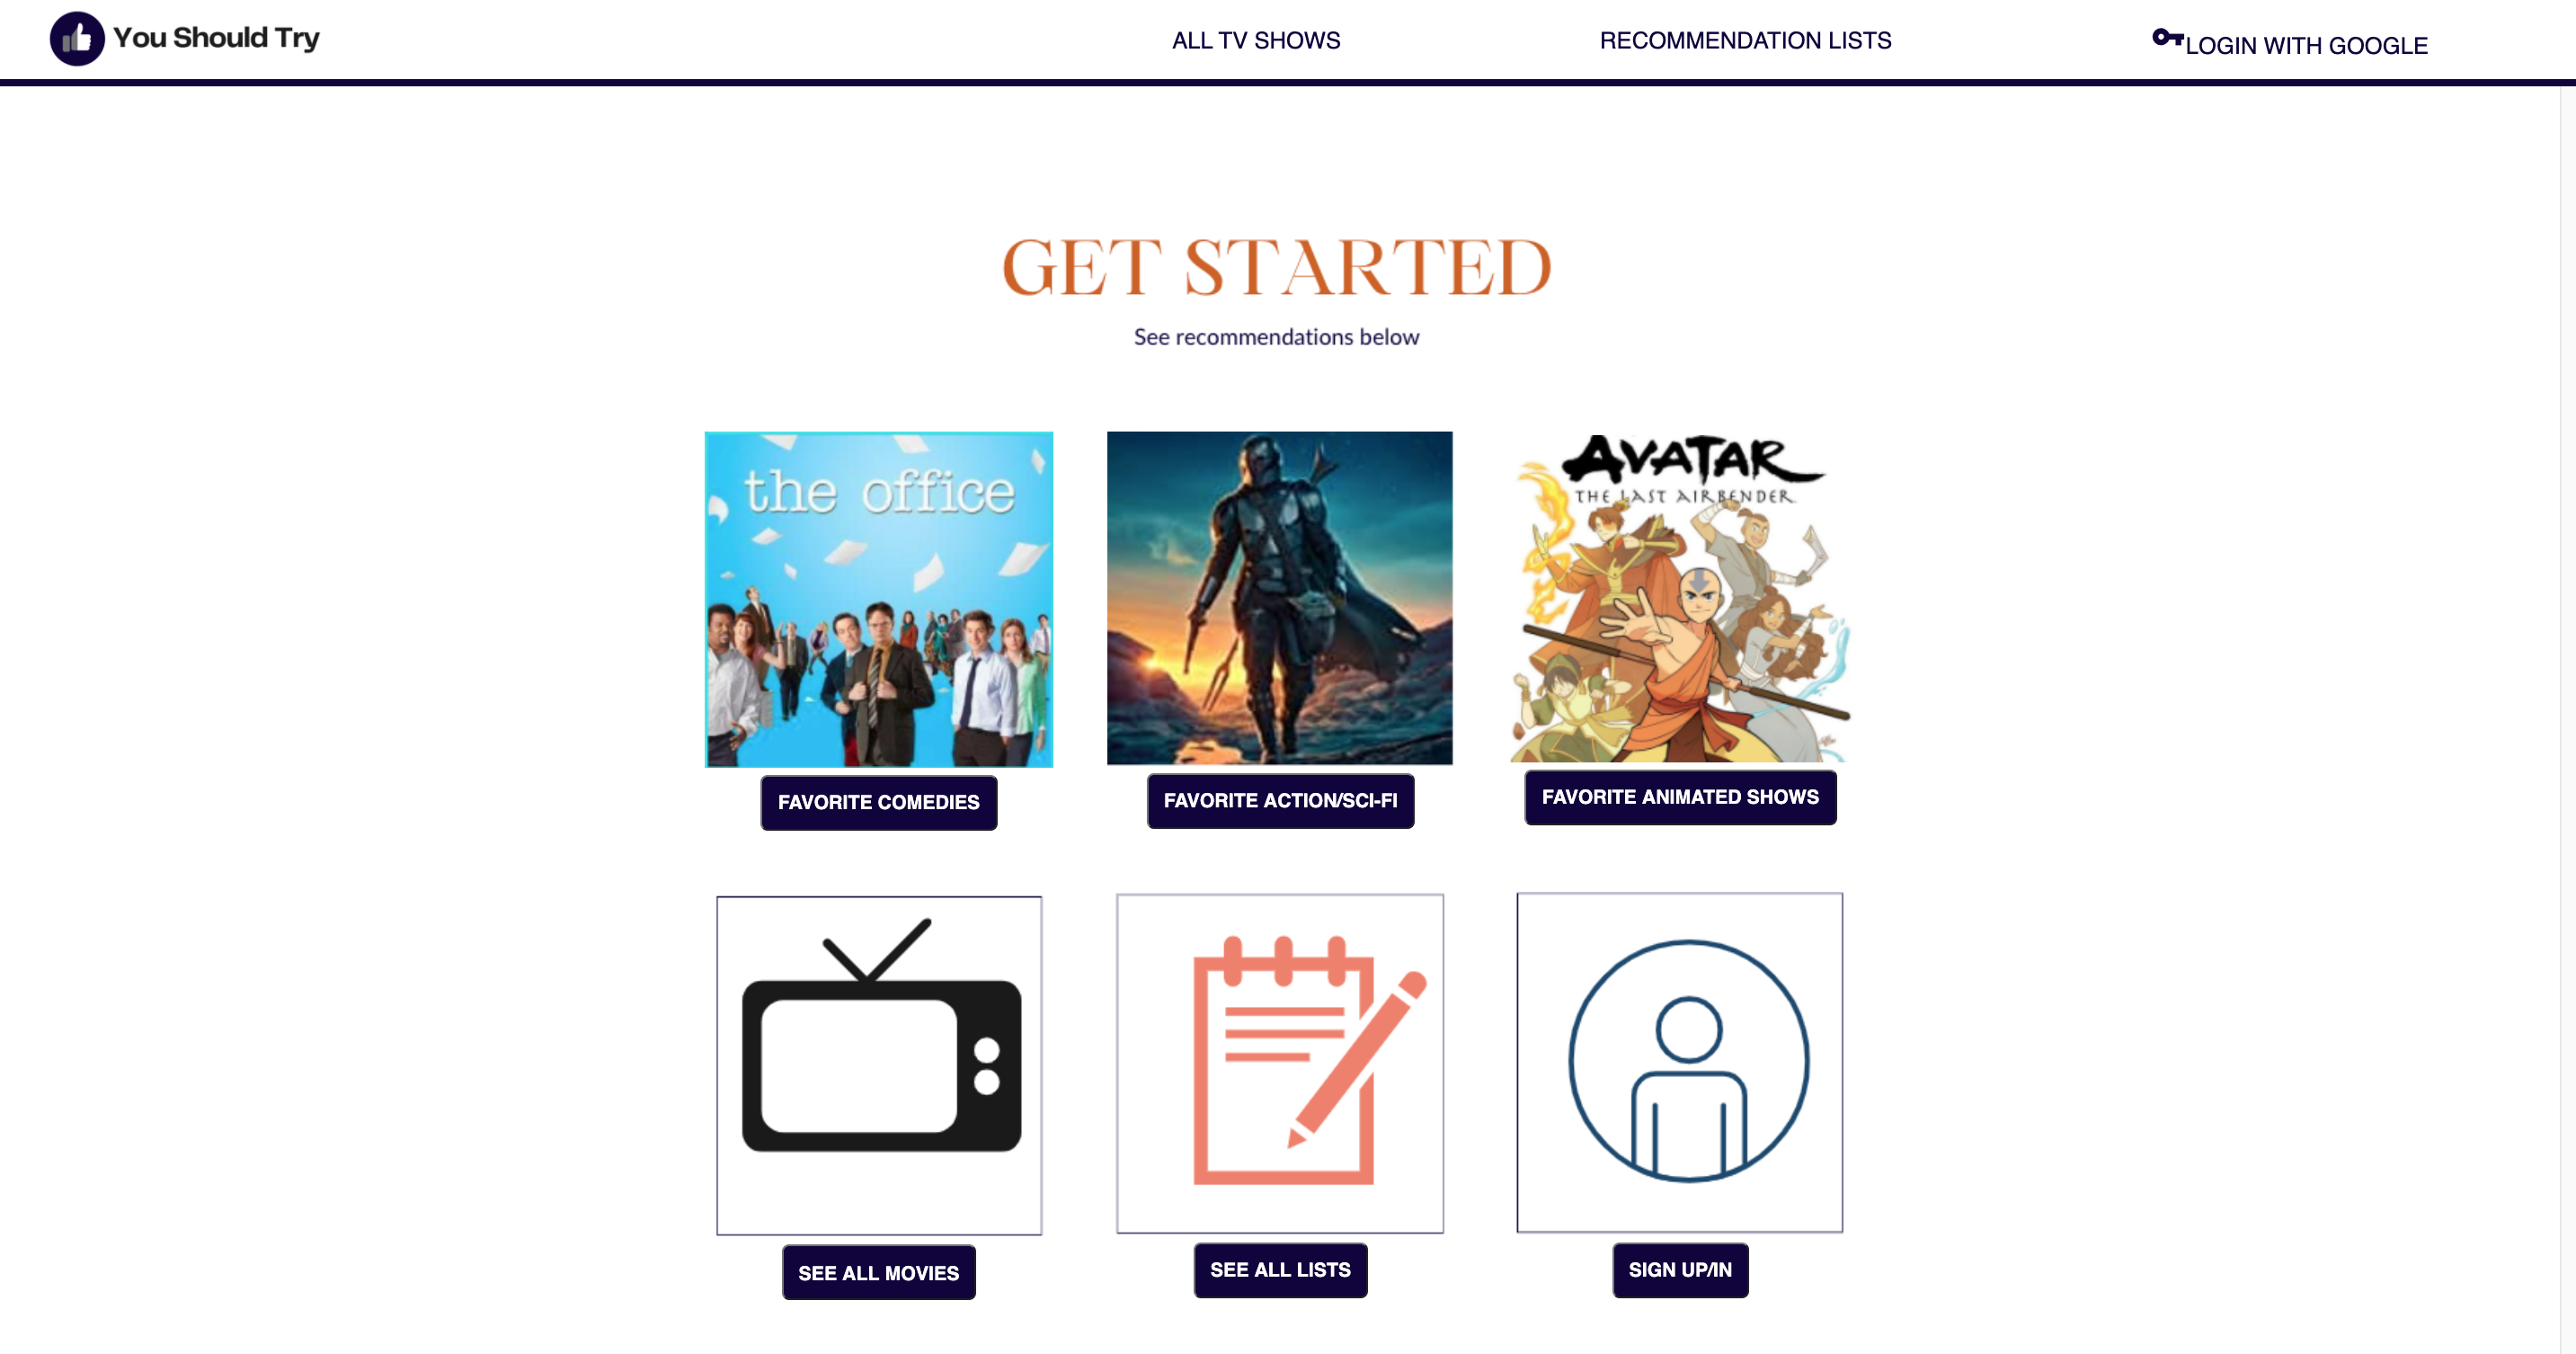 You Should Try
ALL TV SHOWS
RECOMMENDATION LISTS
LOGIN WITH GOOGLE
GET STARTED
See recommendations below
the office
AVATAR
THE LAST AIRBENDER
FAVORITE COMEDIES
FAVORITE ACTION/SCI-FI
FAVORITE ANIMATED SHOWS
SEE ALL MOVIES
SEE ALL LISTS
SIGN UP/IN